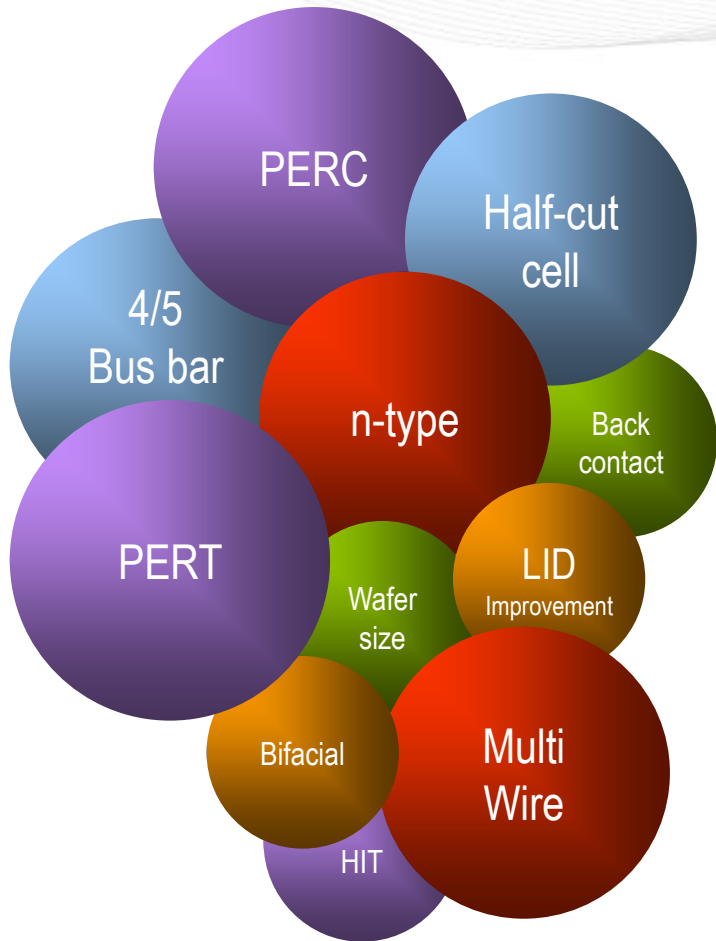 PERC
Half-cut
cell
4/5
Bus bar
n-type
Back
contact
PERT
LID
Improvement
Wafer
size
Bifacial
Multi
Wire
HIT